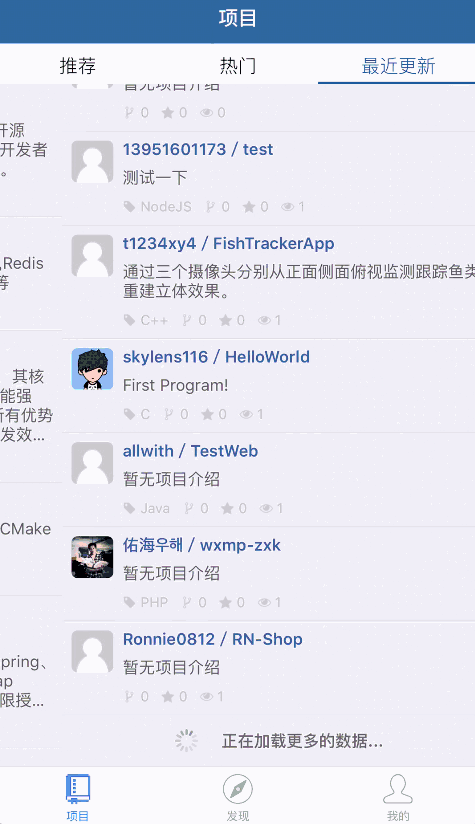 项目
推荐
热门
最近更新
开源
开发者
。
,Redis
等
其核
能强
所有优势
发效...
CMake
pring、
ap
限授...
暂无项目介绍
0 0 0
13951601173 / test
测试一下
NodeJS 0 0 1
t1234xy4 / FishTrackerApp
通过三个摄像头分别从正面侧面俯视监测跟踪鱼类
重建立体效果。
C++ 0 0 1
skylens116 / HelloWorld
First Program!
C 0 0 1
allwith / TestWeb
暂无项目介绍
Java 0 0 1
佑海우해 / wxmp-zxk
暂无项目介绍
PHP 0 0 1
Ronnie0812 / RN-Shop
暂无项目介绍
0 0 1
正在加载更多的数据...
项目
发现
我的